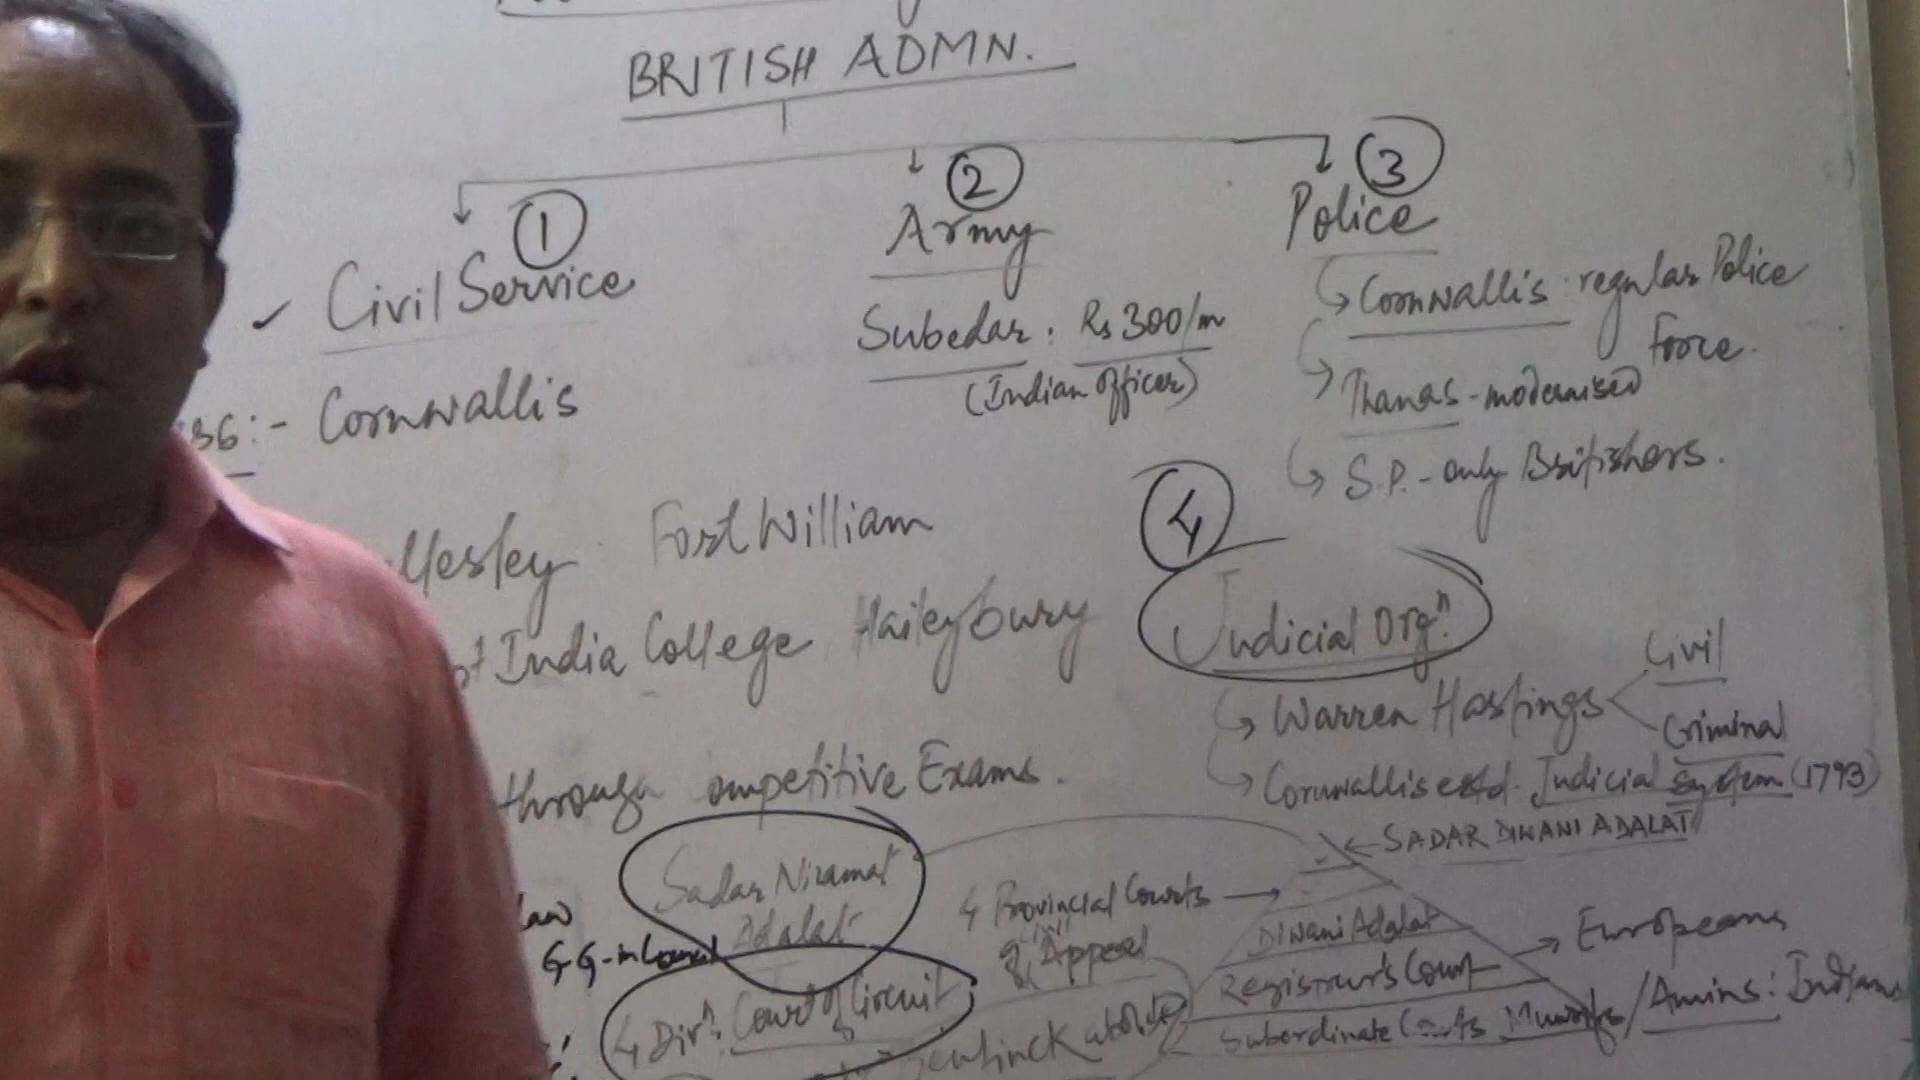 BRITISH ADMN.
1
Civil Service
Cornwallis
Fort William
India College Haileybury
through ompetitive Exams.
2
Army
Subedar: Rs 300/m
(Indian officer)
3
Police
Cornwallis: regular Police
Force.
Thanas - modernised
S.P. - only Britishers.
4
Judicial Orgn.
Warren Hastings
Civil
Criminal
Cornwallis estd. Judicial System (1793)
SADAR DIWANI ADALAT
4 Provincial Courts
of Appeal
Diwani Adalat
Registrar's Court
Europeans
Subordinate Courts Munsifs / Amins: Indians
Sadar Nizamat
Adalat
G.G-in Council
4 Divn: Court of Circuit